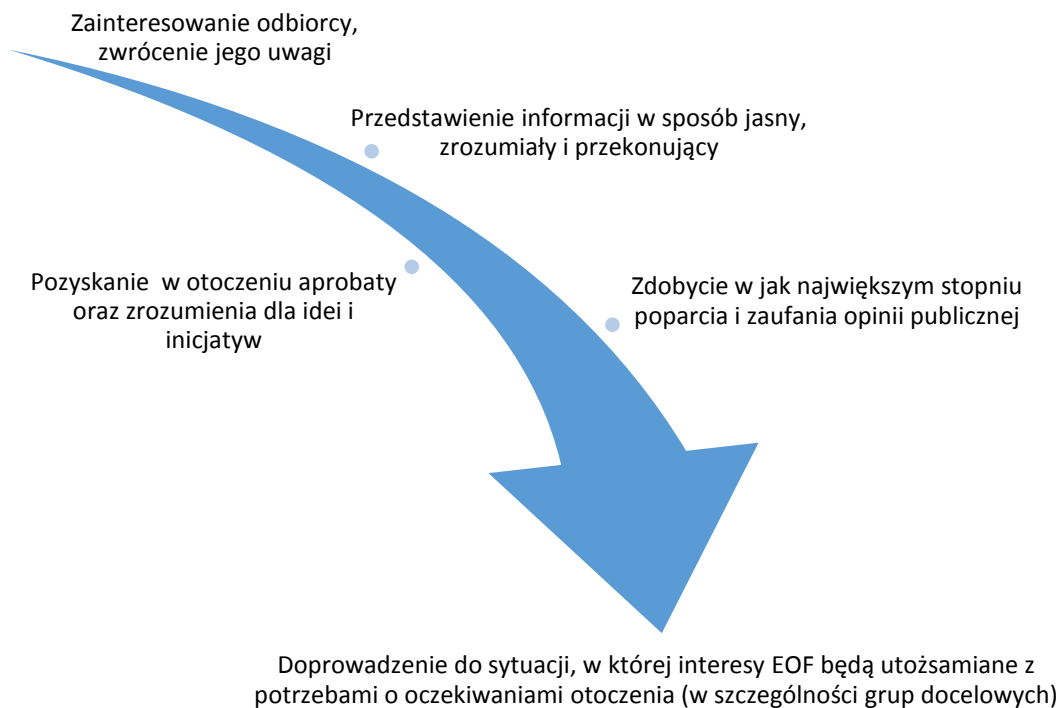 Zainteresowanie odbiorcy,
zwrócenie jego uwagi
Przedstawienie informacji w sposób jasny,
zrozumiały i przekonujący
Pozyskanie  w otoczeniu aprobaty
oraz zrozumienia dla idei i
inicjatyw
Zdobycie w jak największym stopniu
poparcia i zaufania opinii publicznej
Doprowadzenie do sytuacji, w której interesy EOF będą utożsamiane z
potrzebami o oczekiwaniami otoczenia (w szczególności grup docelowych)